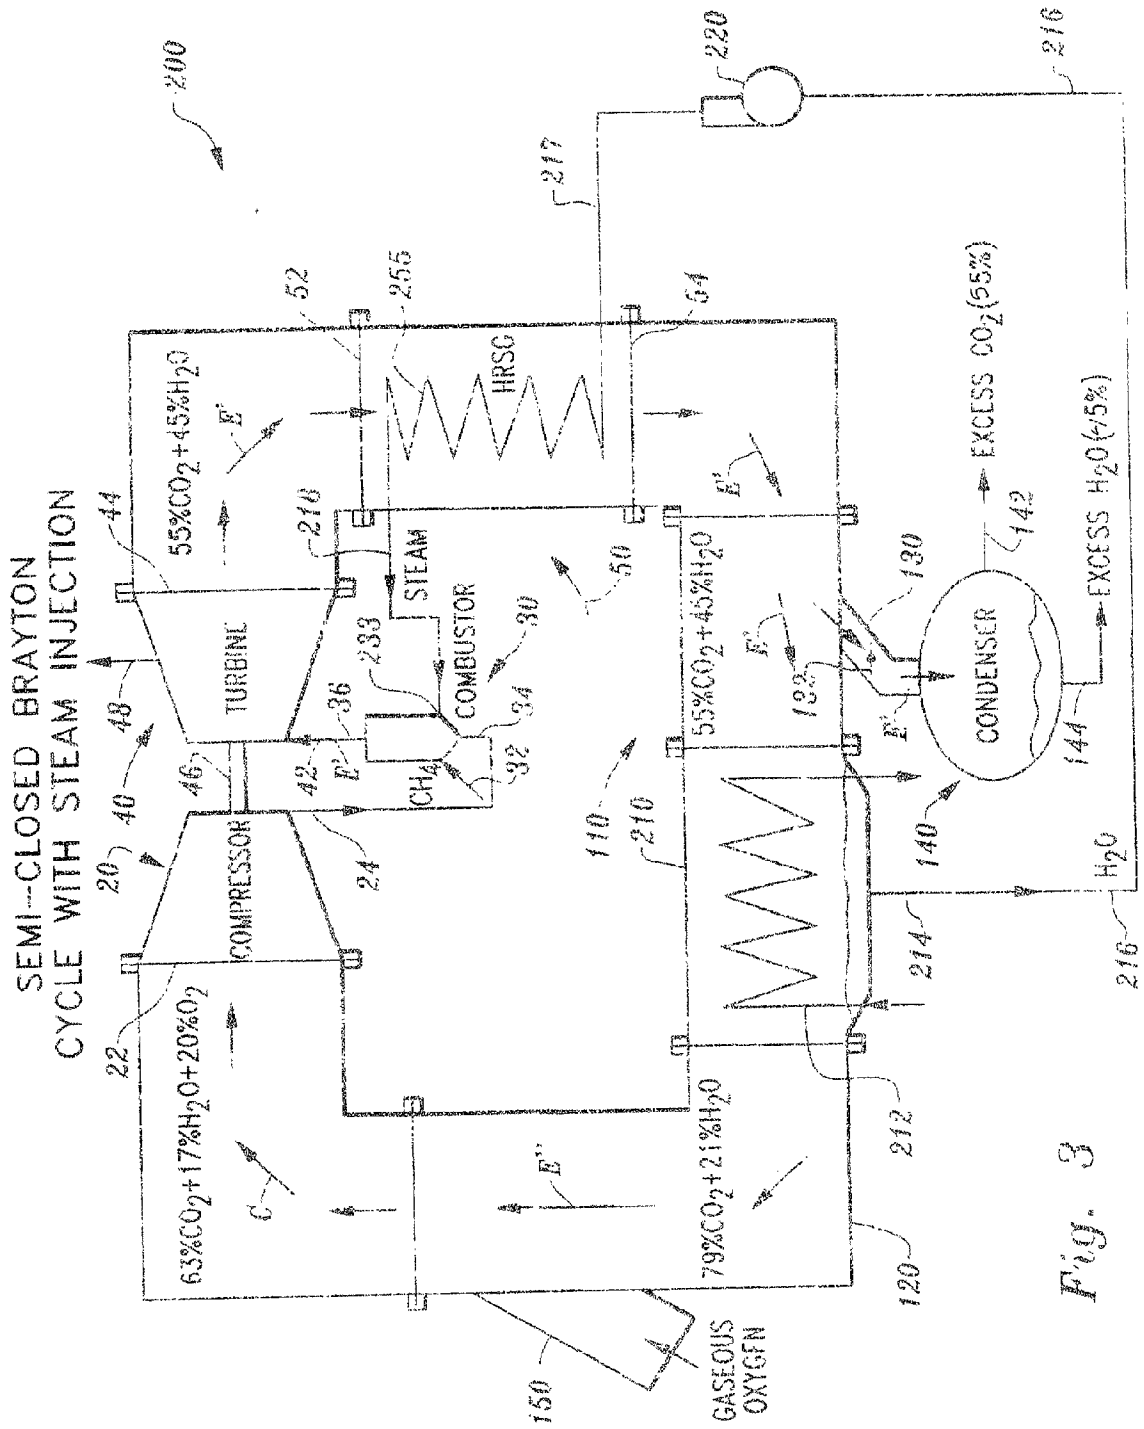 SEMI-CLOSED BRAYTON
CYCLE WITH STEAM INJECTION
200
20
COMPRESSOR
22
24
46
40
48
TURBINE
44
42
E'
36
CH4
32
34
30
COMBUSTOR
233
STEAM
218
55%CO2+45%H2O
E'
52
255
HRSG
54
50
217
220
216
E'
55%CO2+45%H2O
E'
110
210
132
130
E'
CONDENSER
140
142
EXCESS CO2(55%)
144
EXCESS H2O(45%)
H2O
214
216
212
79%CO2+21%H2O
120
E''
GASEOUS
OXYGEN
150
C
63%CO2+17%H2O+20%O2
Fig. 3